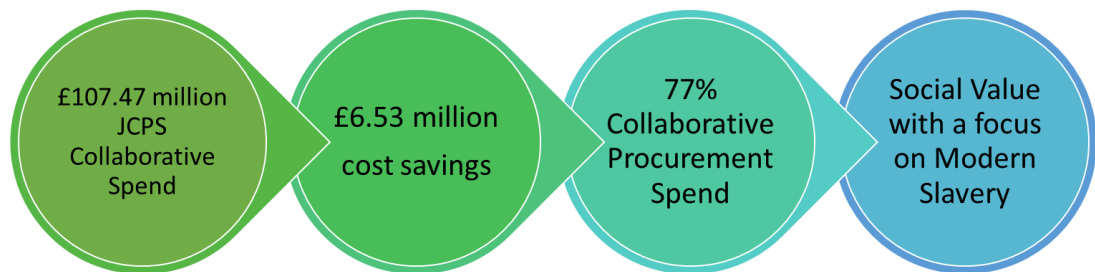 £107.47 million
JCPS
Collaborative
Spend
£6.53 million
cost savings
77%
Collaborative
Procurement
Spend
Social Value
with a focus
on Modern
Slavery